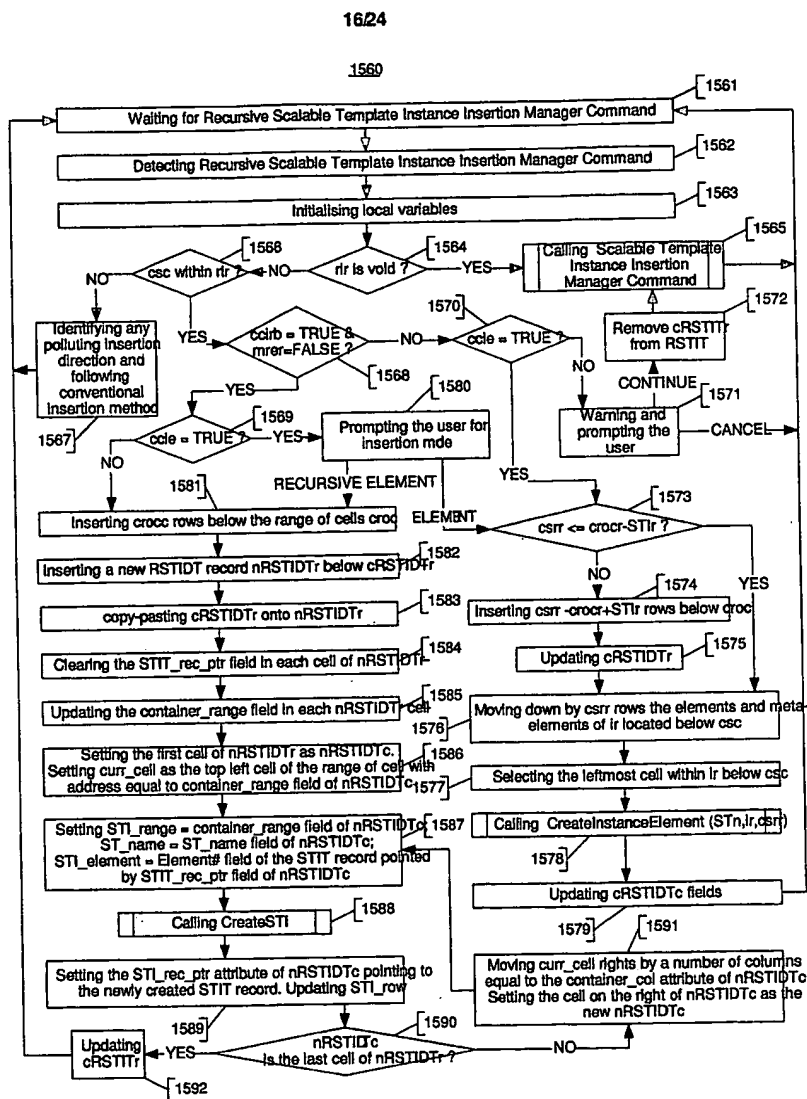 16/24
1560
1561
Waiting for Recursive Scalable Template Instance Insertion Manager Command
1562
Detecting Recursive Scalable Template Instance Insertion Manager Command
1563
Initialising local variables
1566
csc within rir ?
NO
YES
1564
rir is void ?
NO
YES
1565
Calling Scalable Template
Instance Insertion
Manager Command
Identifying any
polluting insertion
direction and
following
conventional
insertion method
1567
ccirb = TRUE &
mrer=FALSE ?
1568
NO
YES
1570
ccie = TRUE ?
NO
YES
1572
Remove cRSTITr
from RSTIT
CONTINUE
1571
Warning and
prompting the
user
CANCEL
1569
ccie = TRUE ?
YES
NO
1580
Prompting the user for
insertion mde
RECURSIVE ELEMENT
ELEMENT
1581
Inserting crocc rows below the range of cells croc
1573
csrr <= crocr-STIr ?
NO
YES
1582
Inserting a new RSTIDT record nRSTIDTr below cRSTIDTr
1574
Inserting csrr -crocr+STIr rows below croc
1583
copy-pasting cRSTIDTr onto nRSTIDTr
1575
Updating cRSTIDTr
1584
Clearing the STIT_rec_ptr field in each cell of nRSTIDTr
1585
Updating the container_range field in each nRSTIDTr cell
1576
Moving down by csrr rows the elements and meta-
elements of ir located below csc
1586
Setting the first cell of nRSTIDTr as nRSTIDTc.
Setting curr_cell as the top left cell of the range of cell with
address equal to container_range field of nRSTIDTc
1577
Selecting the leftmost cell within ir below csc
1587
Setting STI_range = container_range field of nRSTIDTc;
ST_name = ST_name field of nRSTIDTc;
STI_element = Element# field of the STIT record pointed
by STIT_rec_ptr field of nRSTIDTc
Calling CreateInstanceElement (STn,ir,csrr)
1578
1588
Calling CreateSTI
Updating cRSTIDTc fields
1579
1591
Setting the STI_rec_ptr attribute of nRSTIDTc pointing to
the newly created STIT record. Updating STI_row
1589
Moving curr_cell rights by a number of columns
equal to the container_col attribute of nRSTIDTc
Setting the cell on the right of nRSTIDTc as the
new nRSTIDTc
1590
nRSTIDTc
is the last cell of nRSTIDTr ?
YES
NO
Updating
cRSTITr
1592